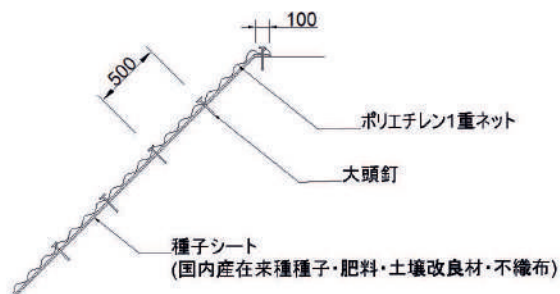 100
500
ポリエチレン1重ネット
大頭釘
種子シート
(国内産在来種種子・肥料・土壌改良材・不織布)